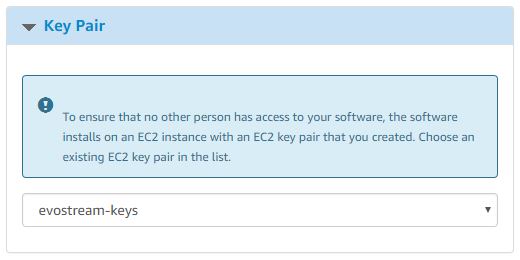 Key Pair
To ensure that no other person has access to your software, the software
installs on an EC2 instance with an EC2 key pair that you created. Choose an
existing EC2 key pair in the list.
evostream-keys